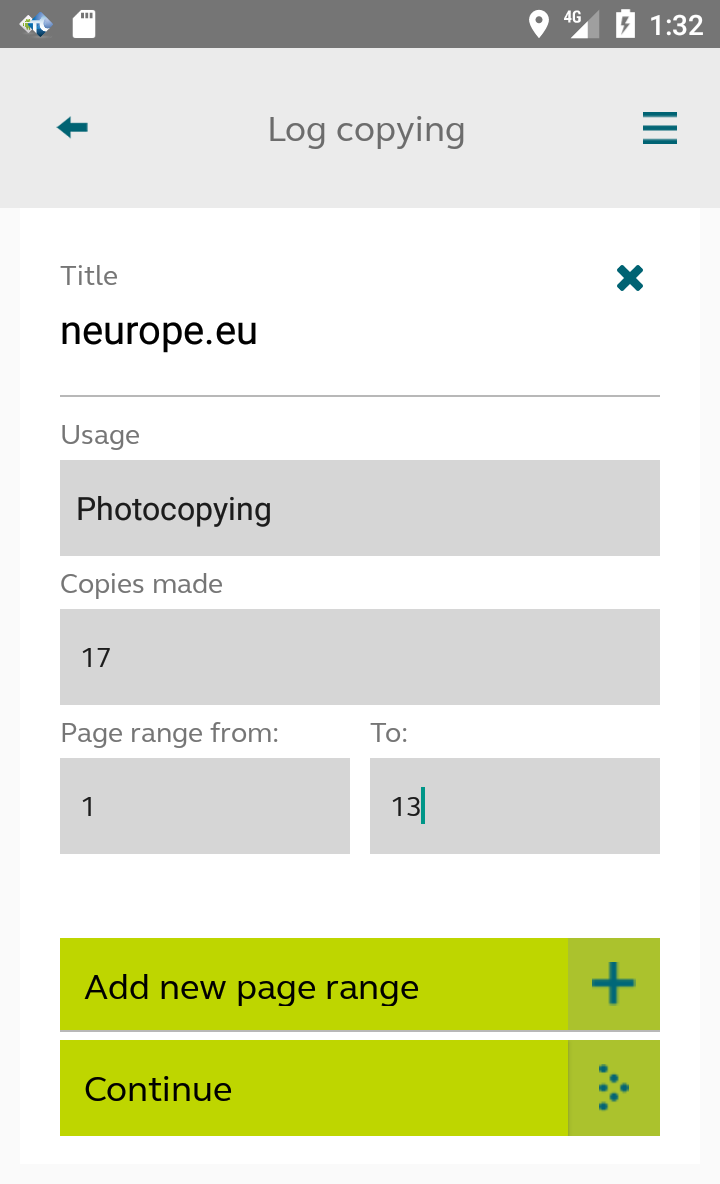 4G 1:32
Log copying
Title
neurope.eu
Usage
Photocopying
Copies made
17
Page range from: To:
1 13
Add new page range
Continue